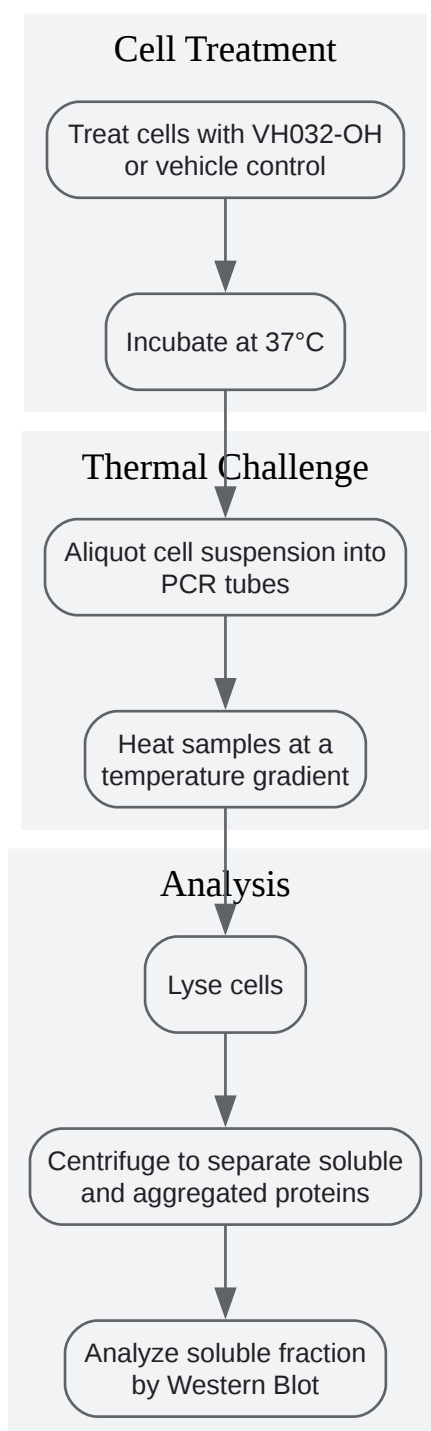 Cell Treatment
Treat cells with VH032-OH
or vehicle control
Incubate at 37°C
Thermal Challenge
Aliquot cell suspension into
PCR tubes
Heat samples at a
temperature gradient
Analysis
Lyse cells
Centrifuge to separate soluble
and aggregated proteins
Analyze soluble fraction
by Western Blot